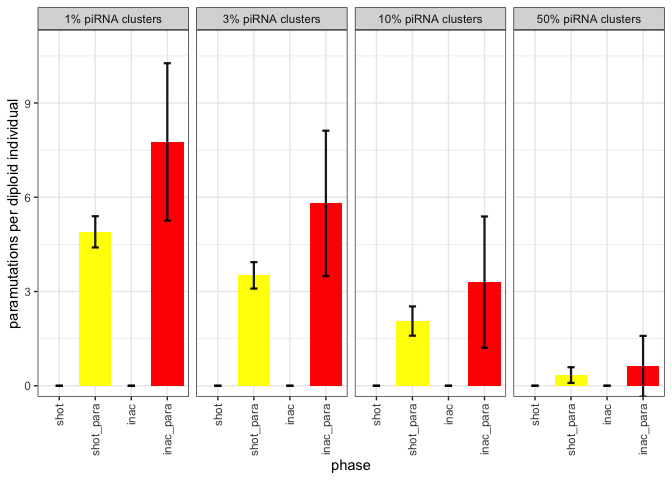 1% piRNA clusters
3% piRNA clusters
10% piRNA clusters
50% piRNA clusters
paramutations per diploid individual
9
6
3
0
shot
shot_para
inac
inac_para
shot
shot_para
inac
inac_para
shot
shot_para
inac
inac_para
shot
shot_para
inac
inac_para
phase